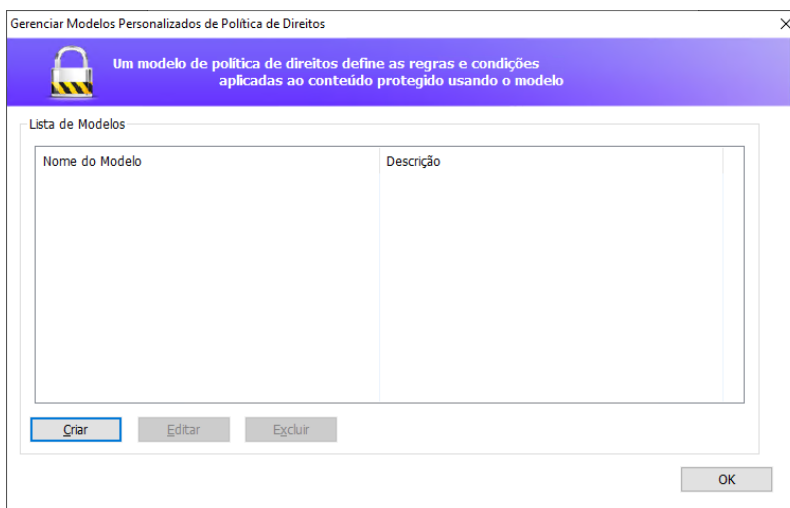 Gerenciar Modelos Personalizados de Política de Direitos
Um modelo de política de direitos define as regras e condições
aplicadas ao conteúdo protegido usando o modelo
Lista de Modelos
Nome do Modelo Descrição
Criar Editar Excluir
OK